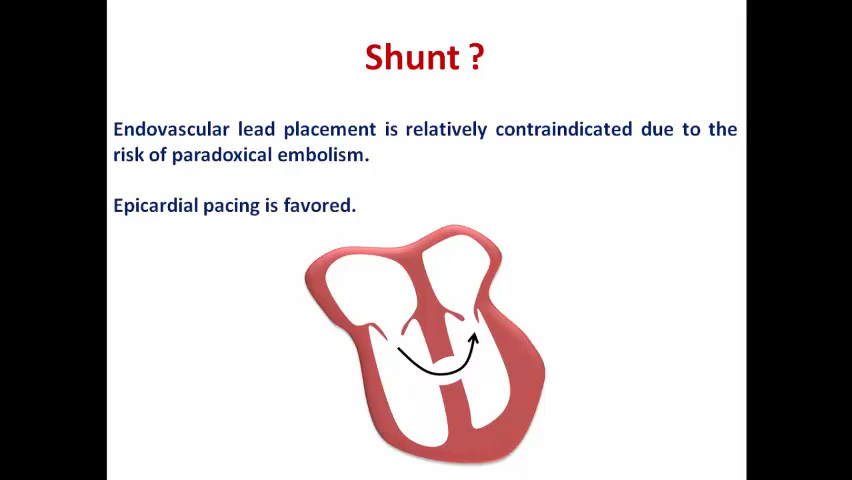 Shunt ?
Endovascular lead placement is relatively contraindicated due to the
risk of paradoxical embolism.
Epicardial pacing is favored.